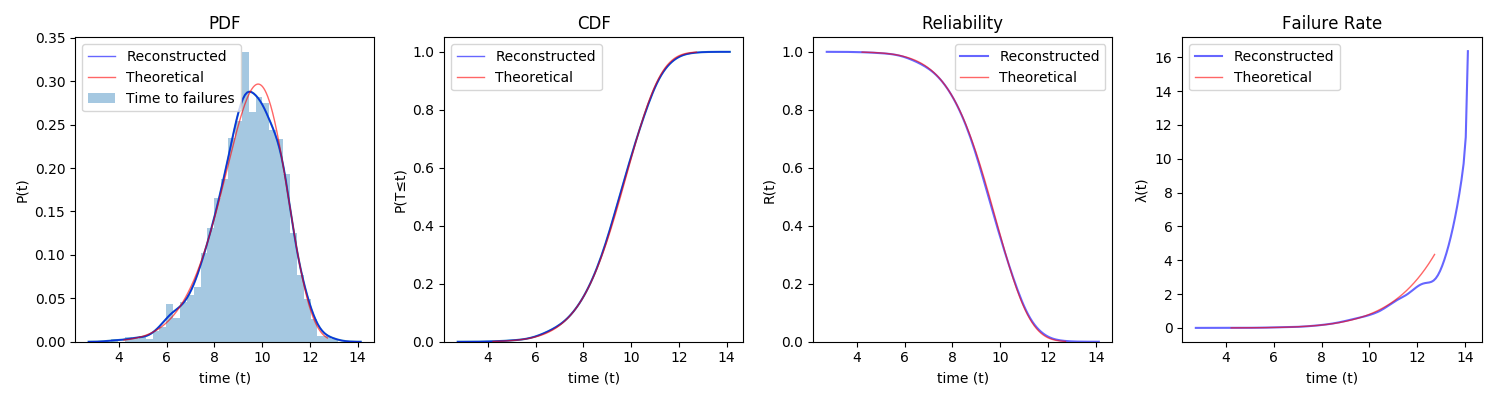 PDF
P(t)
0.35
0.30
0.25
0.20
0.15
0.10
0.05
0.00
Reconstructed
Theoretical
Time to failures
4 6 8 10 12 14
time (t)
CDF
P(T≤t)
1.0
0.8
0.6
0.4
0.2
0.0
Reconstructed
Theoretical
4 6 8 10 12 14
time (t)
Reliability
R(t)
1.0
0.8
0.6
0.4
0.2
0.0
Reconstructed
Theoretical
4 6 8 10 12 14
time (t)
Failure Rate
λ(t)
16
14
12
10
8
6
4
2
0
Reconstructed
Theoretical
4 6 8 10 12 14
time (t)